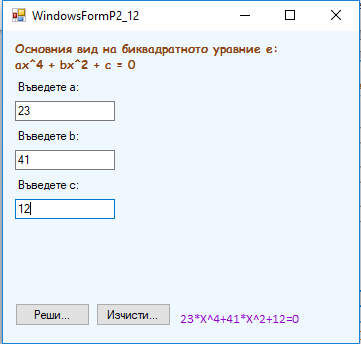 WindowsFormP2_12
Основния вид на биквадратното уравние е:
ax^4 + bx^2 + c = 0
Въведете a:
23
Въведете b:
41
Въведете c:
12
Реши...
Изчисти...
23*X^4+41*X^2+12=0